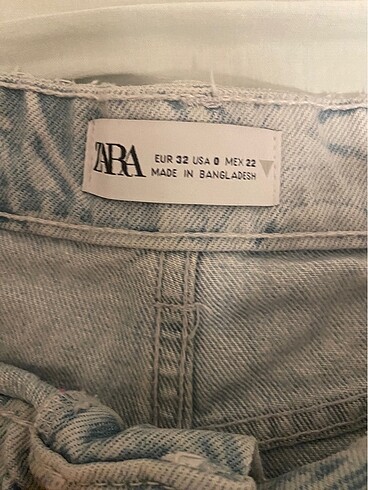 ZARA
EUR 32 USA 0 MEX 22
MADE IN BANGLADESH